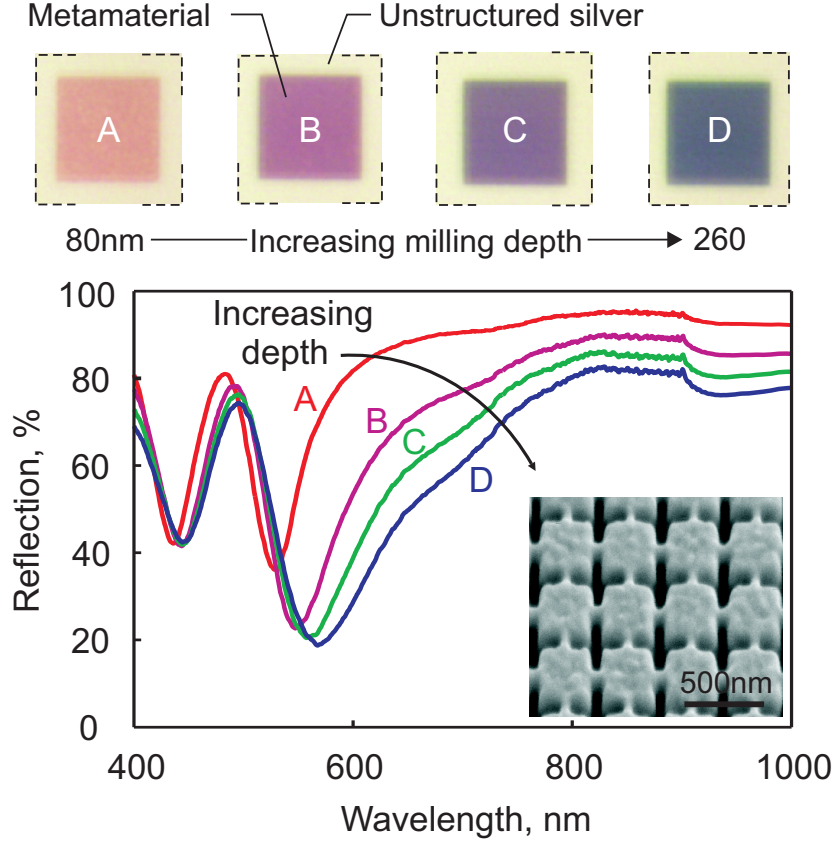 Metamaterial
Unstructured silver
A
B
C
D
80nm
Increasing milling depth
260
100
80
60
40
20
0
Reflection, %
Increasing
depth
A
B
C
D
500nm
400
600
800
1000
Wavelength, nm